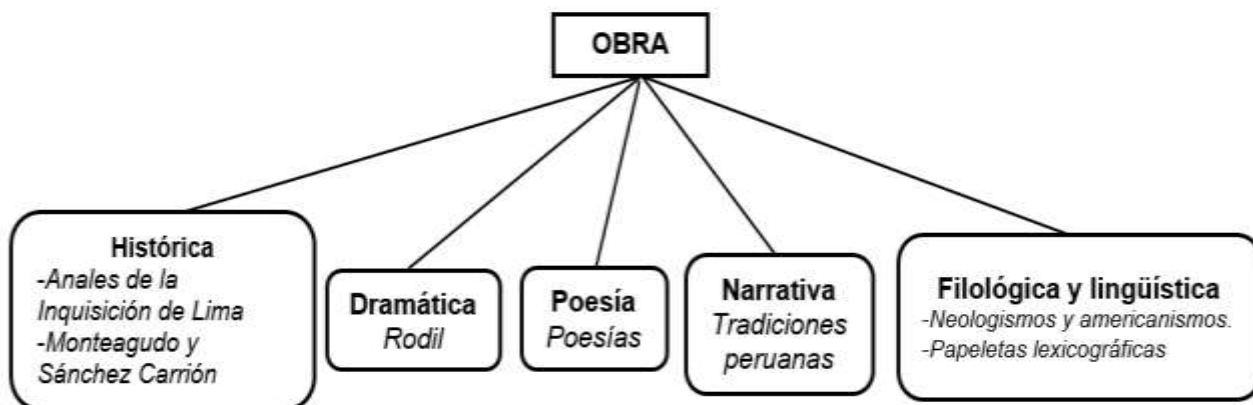 OBRA
Histórica
-Anales de la
Inquisición de Lima
-Monteagudo y
Sánchez Carrión
Dramática
Rodil
Poesía
Poesías
Narrativa
Tradiciones
peruanas
Filológica y lingüística
-Neologismos y americanismos.
-Papeletas lexicográficas